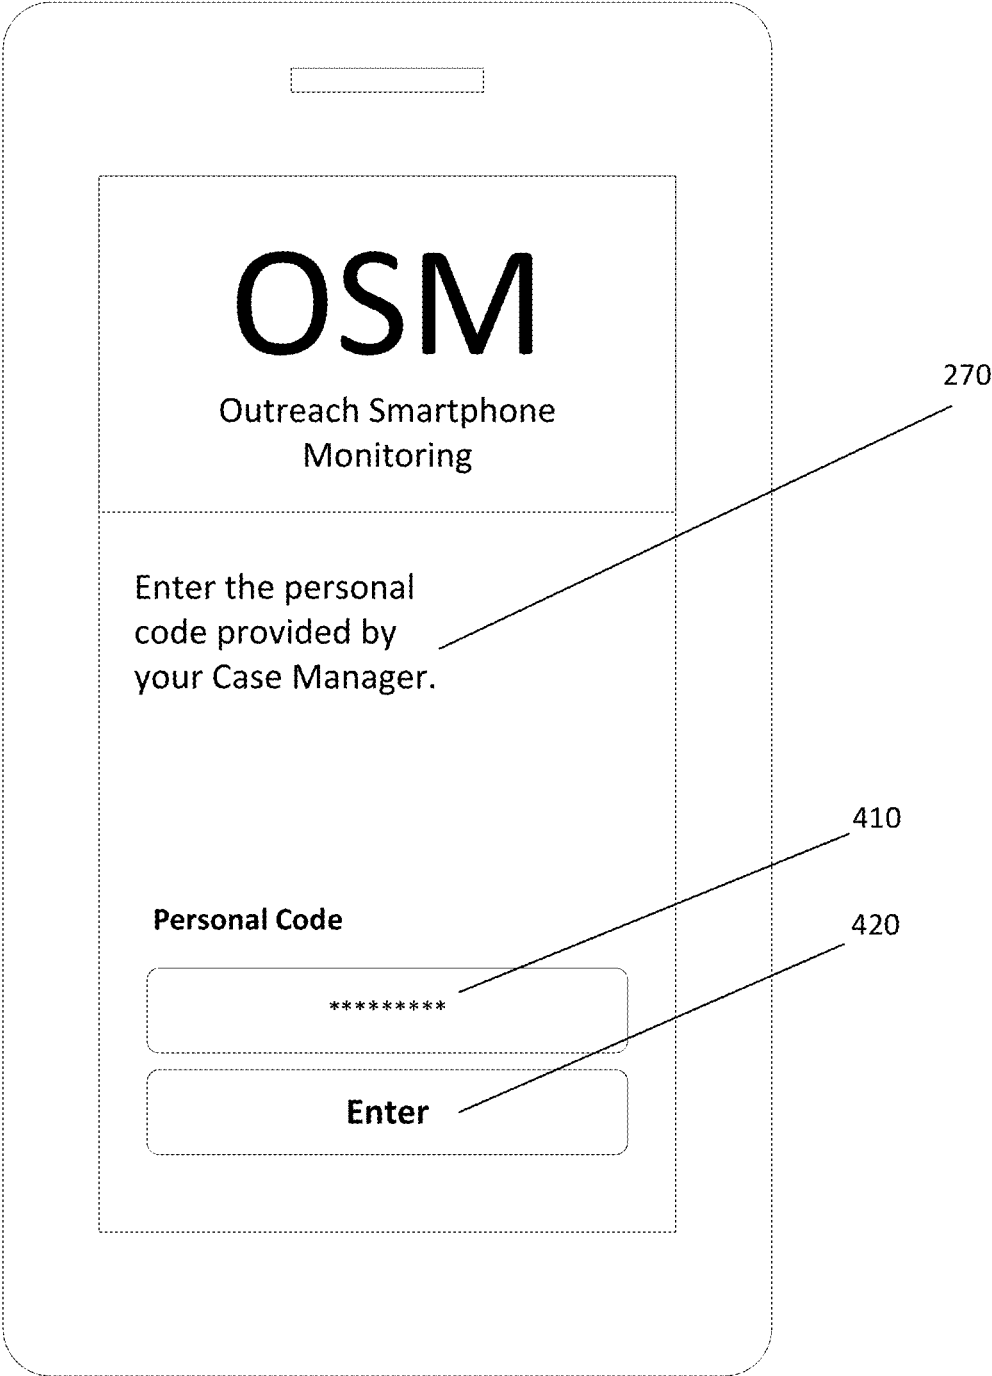 OSM
Outreach Smartphone
Monitoring
270
Enter the personal
code provided by
your Case Manager.
410
Personal Code
420
*********
Enter